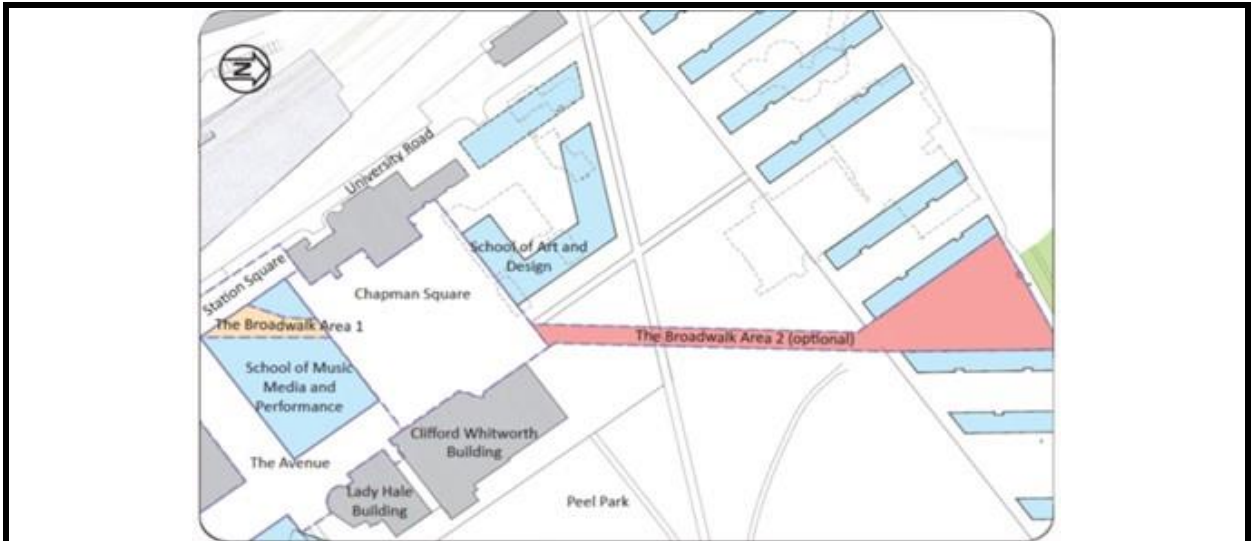 N
University Road
Station Square
School of Art and
Design
Chapman Square
The Broadwalk Area 1
The Broadwalk Area 2 (optional)
School of Music
Media and
Performance
Clifford Whitworth
Building
The Avenue
Lady Hale
Building
Peel Park